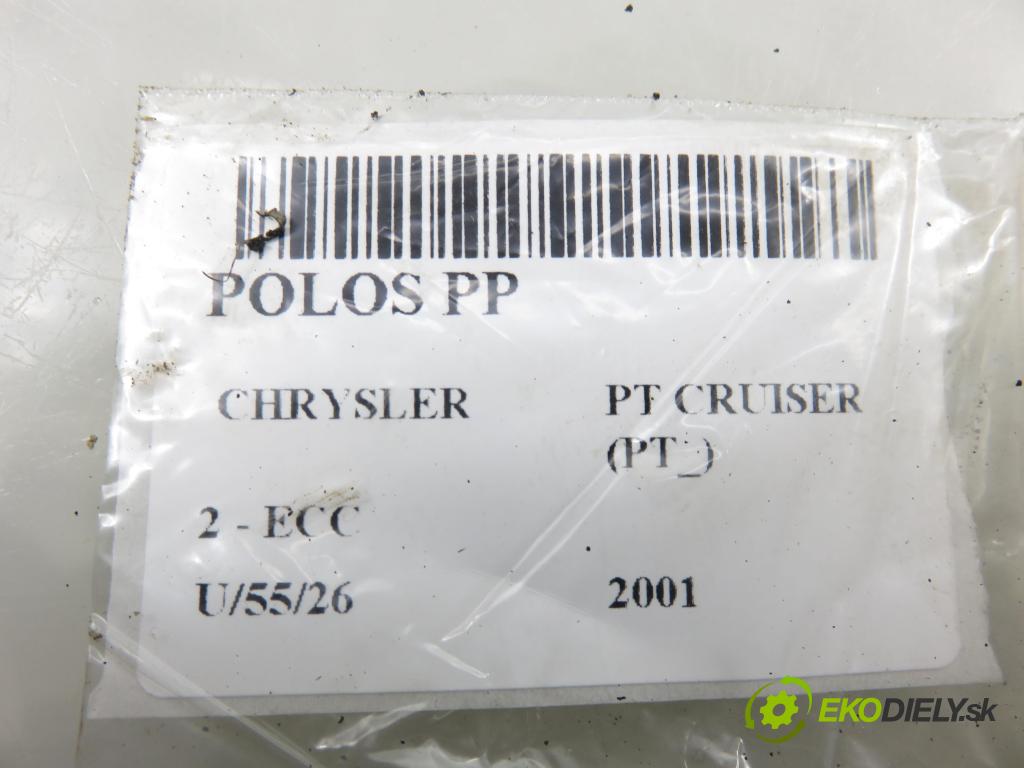 POLOS PP
CHRYSLER PT CRUISER
(PT_)
2 - ECC
U/55/26 2001
EKODIELY.sk